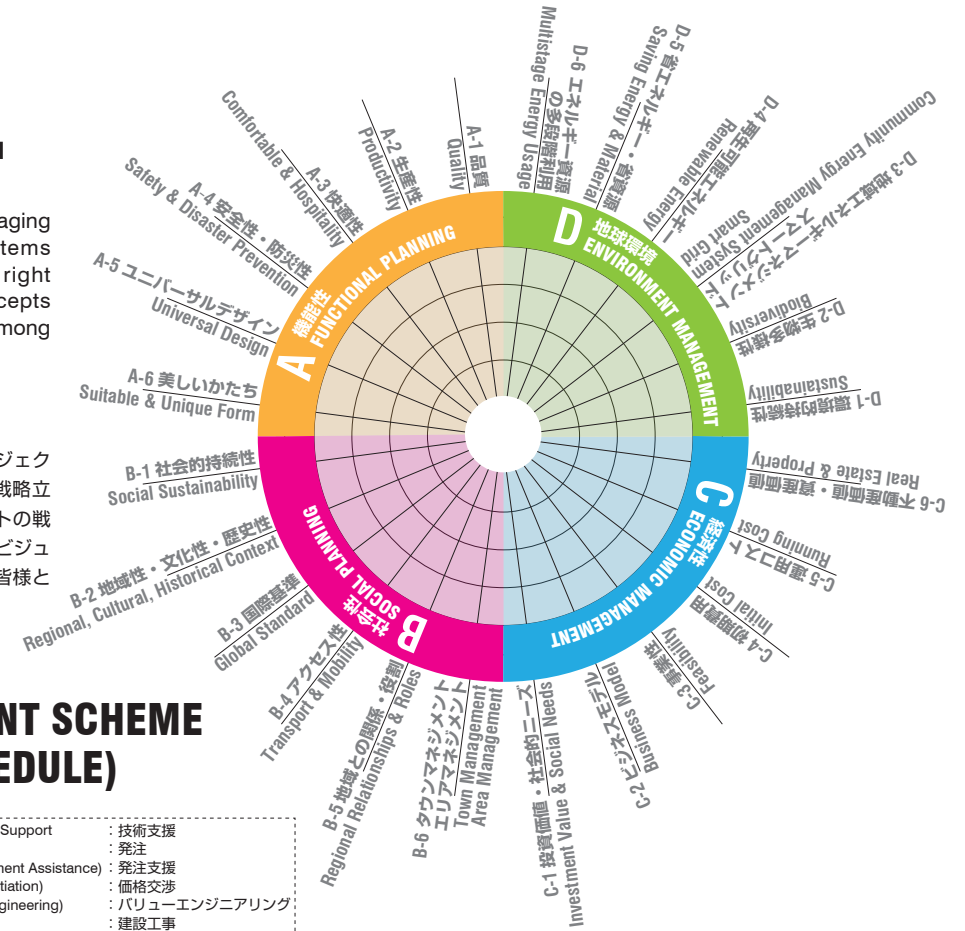 aging
tems
right
cepts
mong
ジェク
戦略立
トの戦
ビジュ
皆様と
NT SCHEME
EDULE)
Support ：技術支援
：発注
ment Assistance)：発注支援
tiation) ：価格交渉
gineering) ：バリューエンジニアリング
：建設工事
A 機能性
FUNCTIONAL PLANNING
A-1 品質
Quality
A-2 生産性
Productivity
A-3 快適性
Comfortable & Hospitality
A-4 安全性・防災性
Safety & Disaster Prevention
A-5 ユニバーサルデザイン
Universal Design
A-6 美しいかたち
Suitable & Unique Form
B 社会性
SOCIAL PLANNING
B-1 社会的持続性
Social Sustainability
B-2 地域性・文化性・歴史性
Regional, Cultural, Historical Context
B-3 国際基準
Global Standard
B-4 アクセス性
Transport & Mobility
B-5 地域との関係・役割
Regional Relationships & Roles
B-6 タウンマネジメント
エリアマネジメント
Town Management
Area Management
C 経済性
ECONOMIC MANAGEMENT
C-1 投資価値・社会的ニーズ
Investment Value & Social Needs
C-2 ビジネスモデル
Business Model
C-3 事業性
Feasibility
C-4 初期費用
Initial Cost
C-5 運用コスト
Running Cost
C-6 不動産価値・資産価値
Real Estate & Property
D 地球環境
ENVIRONMENT MANAGEMENT
D-1 環境的持続性
Sustainability
D-2 生物多様性
Biodiversity
D-3 地域エネルギーマネジメント
スマートグリッド
Community Energy Management System
Smart Grid
D-4 再生可能エネルギー
Renewable Energy
D-5 省エネルギー・省資源
Saving Energy & Material
D-6 エネルギー資源
の多段階利用
Multistage Energy Usage